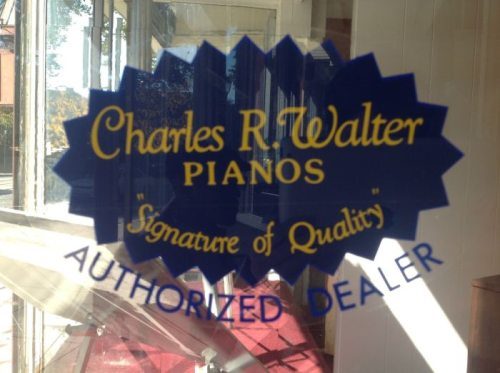 Charles R. Walter
PIANOS
"Signature of Quality"
AUTHORIZED DEALER